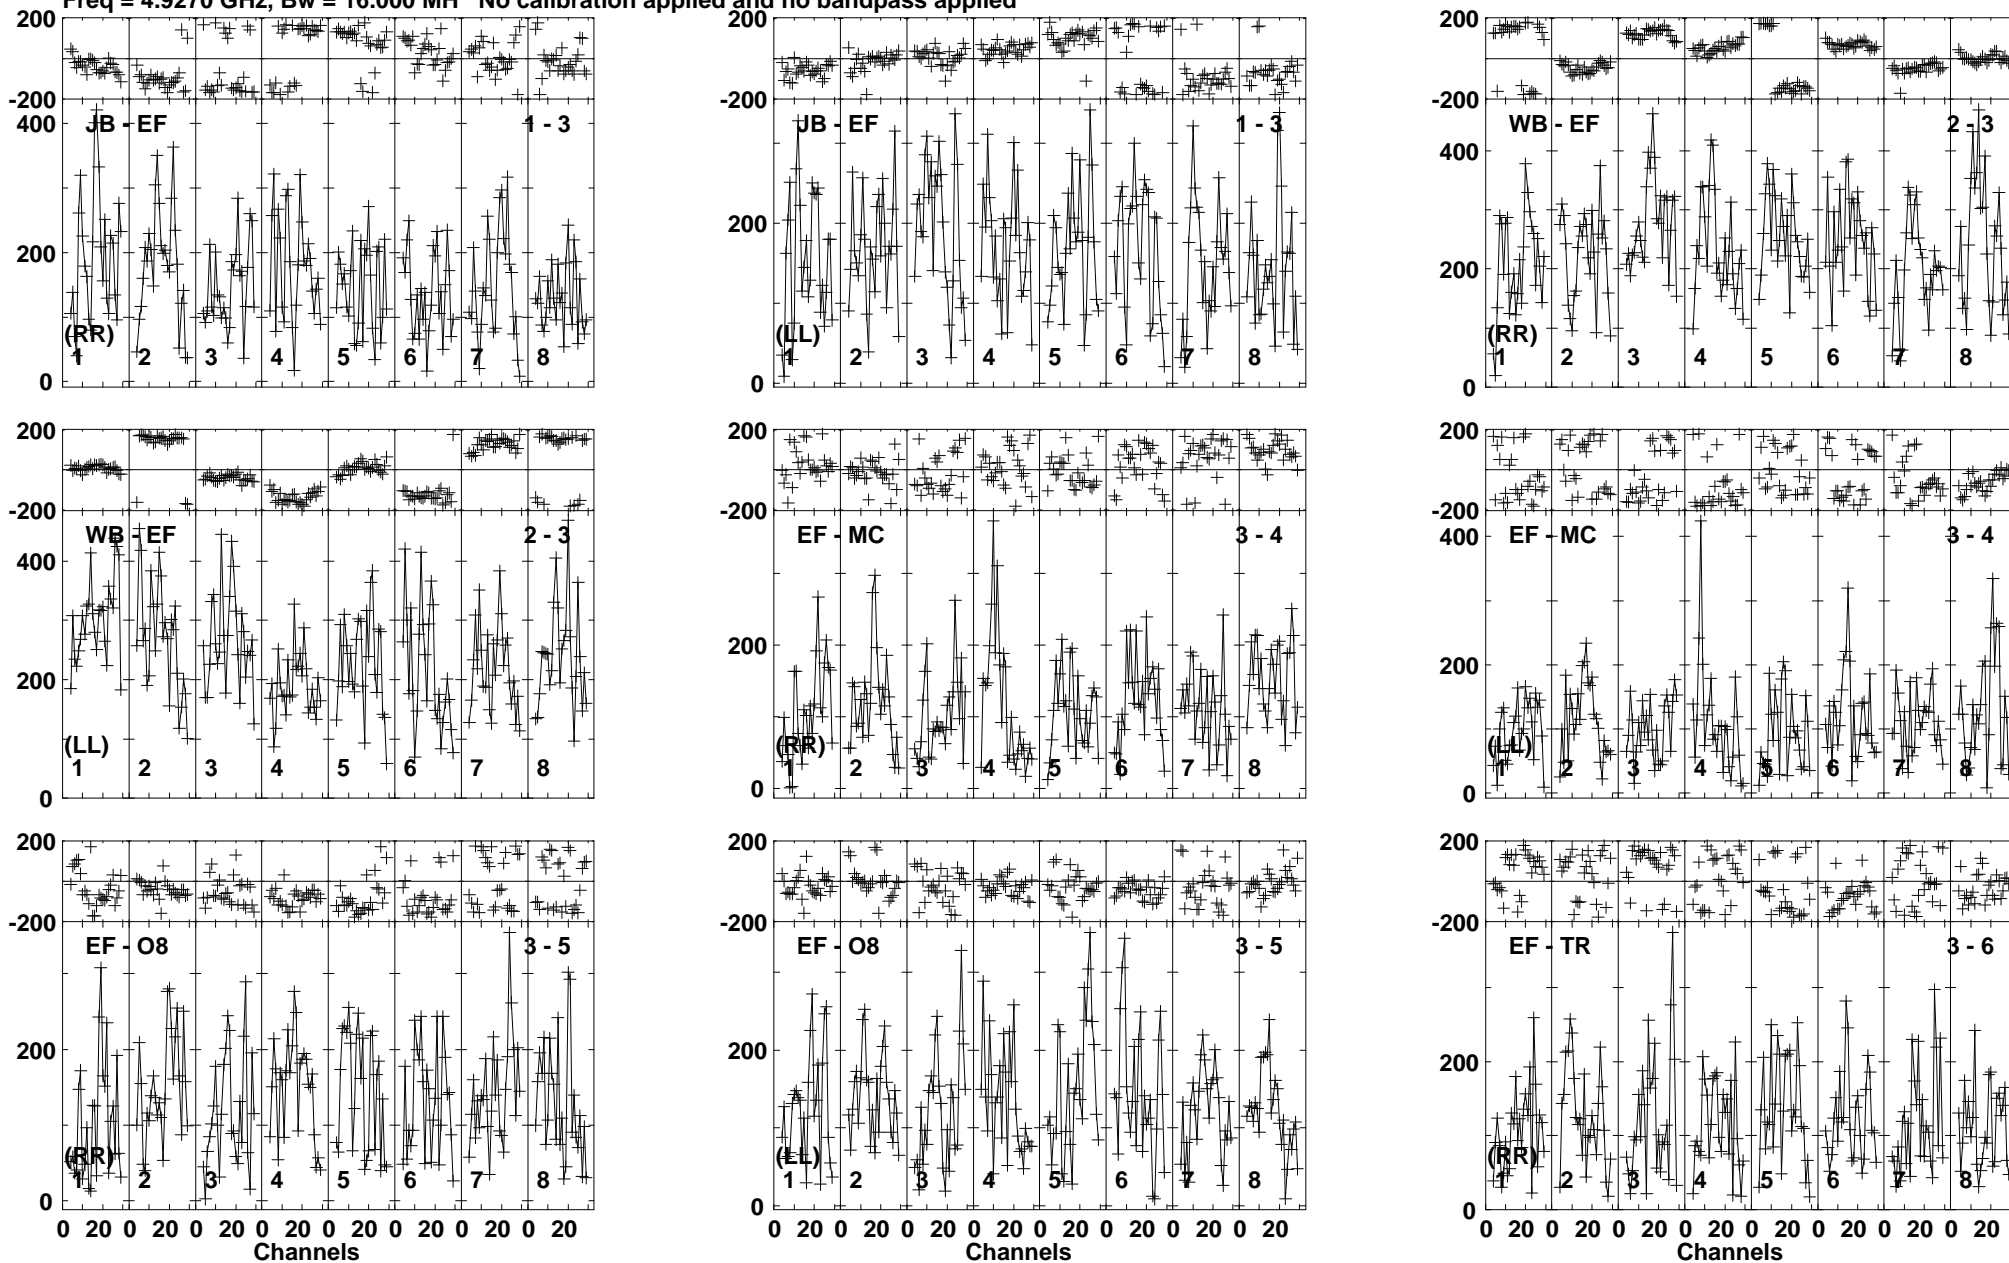 Freq = 4.9270 GHz, Bw = 16.000 MH No calibration applied and no bandpass applied
200 200 200
-200 -200 -200
400 JB - EF 1 - 3 JB - EF 1 - 3 400 WB - EF 2 - 3
200 200 200
(RR) (LL) (RR)
1 2 3 4 5 6 7 8 1 2 3 4 5 6 7 8 1 2 3 4 5 6 7 8
0 0 0
200 200 200
-200 -200 -200
400 WB - EF 2 - 3 EF - MC 3 - 4 400 EF - MC 3 - 4
200 200 200
(LL) (RR) (LL)
1 2 3 4 5 6 7 8 1 2 3 4 5 6 7 8 1 2 3 4 5 6 7 8
0 0 0
200 200 200
-200 -200 -200
EF - O8 3 - 5 EF - O8 3 - 5 EF - TR 3 - 6
200 200 200
(RR) (LL) (RR)
1 2 3 4 5 6 7 8 1 2 3 4 5 6 7 8 1 2 3 4 5 6 7 8
0 0 0
0 20 0 20 0 20 0 20 0 20 0 20 0 20 0 20 0 20 0 20 0 20 0 20 0 20 0 20 0 20 0 20 0 20 0 20 0 20 0 20 0 20 0 20 0 20 0 20
Channels Channels Channels